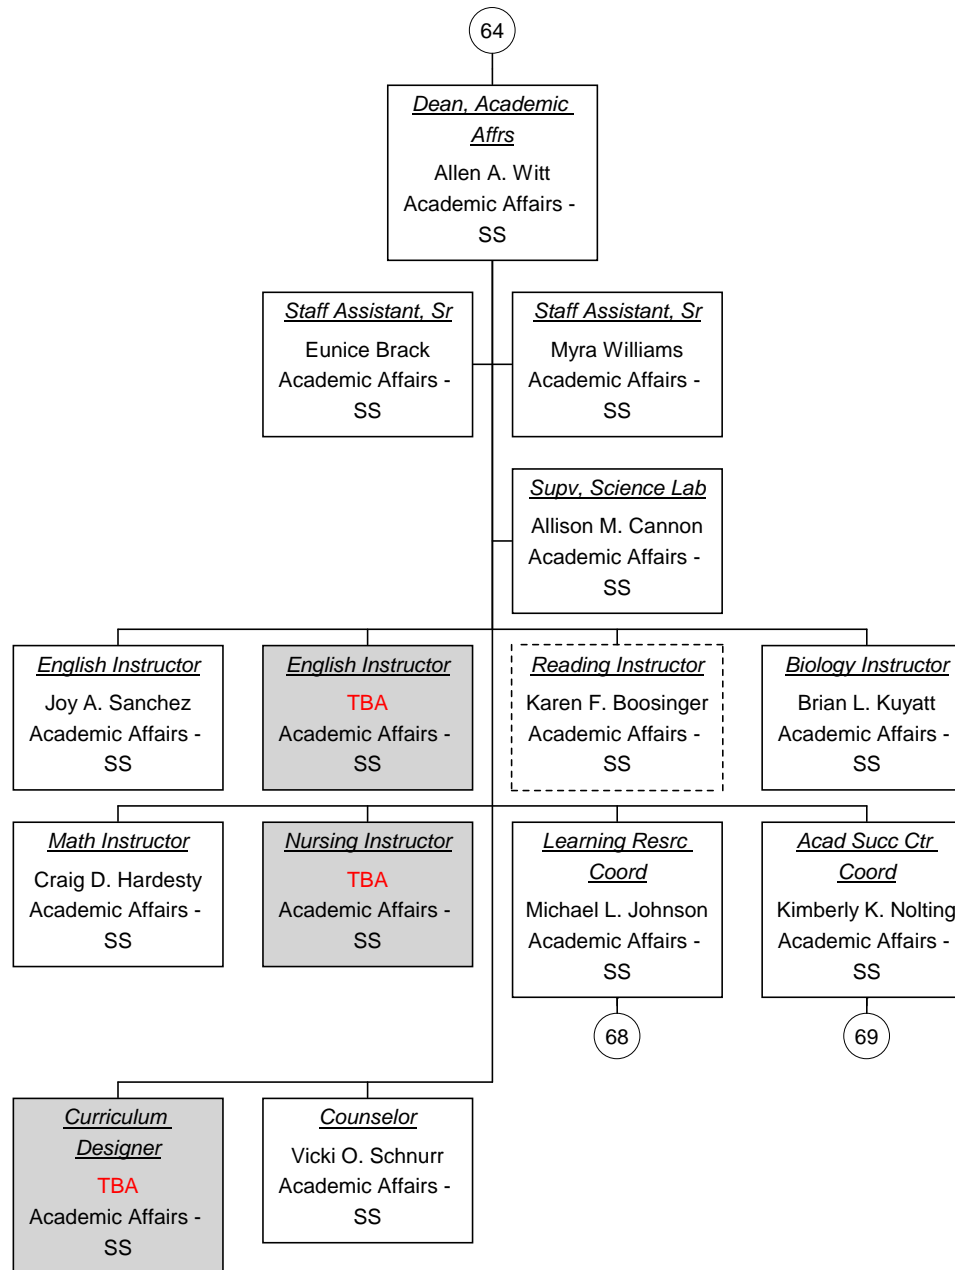 64
Dean, Academic
Affrs
Allen A. Witt
Academic Affairs -
SS
Staff Assistant, Sr
Eunice Brack
Academic Affairs -
SS
Staff Assistant, Sr
Myra Williams
Academic Affairs -
SS
Supv, Science Lab
Allison M. Cannon
Academic Affairs -
SS
English Instructor
Joy A. Sanchez
Academic Affairs -
SS
English Instructor
TBA
Academic Affairs -
SS
Reading Instructor
Karen F. Boosinger
Academic Affairs -
SS
Biology Instructor
Brian L. Kuyatt
Academic Affairs -
SS
Math Instructor
Craig D. Hardesty
Academic Affairs -
SS
Nursing Instructor
TBA
Academic Affairs -
SS
Learning Resrc
Coord
Michael L. Johnson
Academic Affairs -
SS
68
Acad Succ Ctr
Coord
Kimberly K. Nolting
Academic Affairs -
SS
69
Curriculum
Designer
TBA
Academic Affairs -
SS
Counselor
Vicki O. Schnurr
Academic Affairs -
SS